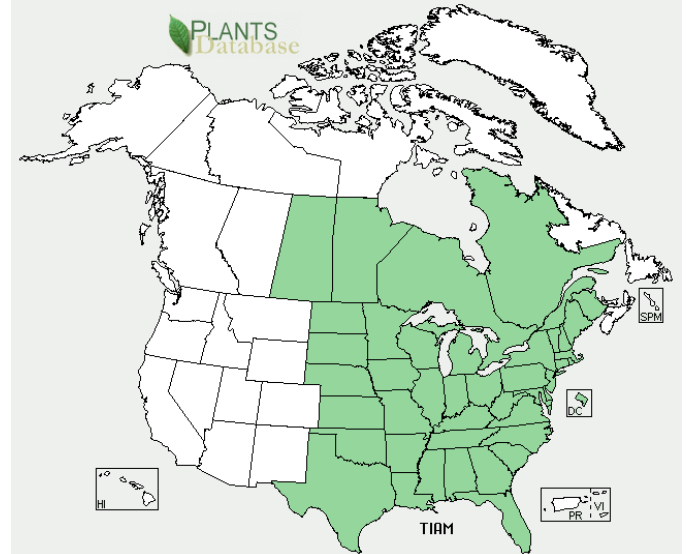 PLANTS
Database
SPM
DC
HI
PR
VI
TIAM